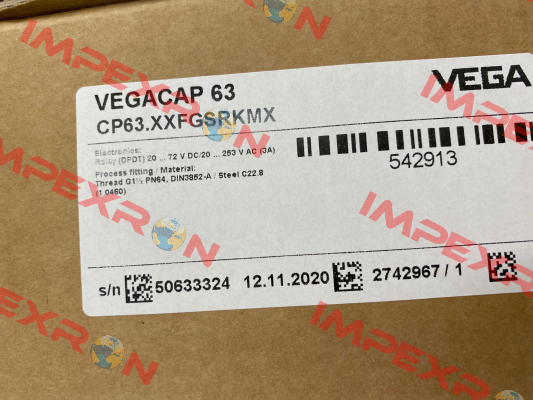 IMPEXRON
VEGACAP 63
VEGA
CP63.XXFGSRKMX
Electronics:
Relay (DPDT) 20 ... 72 V DC/20 ... 253 V AC (3A)
Process fitting / Material:
Thread G1½ PN64, DIN3852-A / Steel C22.8
(1.0460)
542913
s/n 50633324 12.11.2020 2742967 / 1
IMPEXRON
IMPEXRON